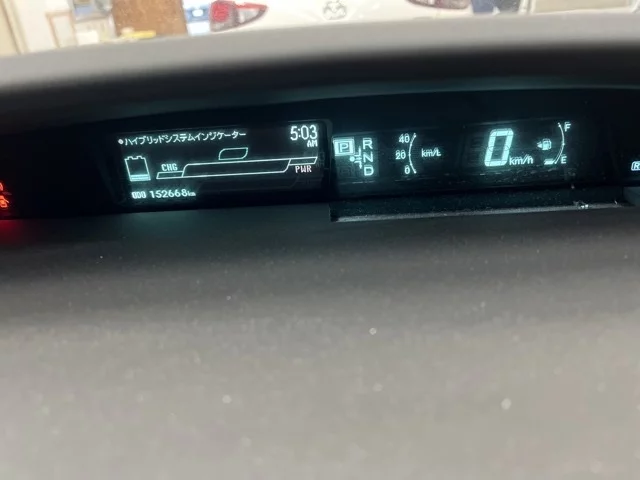 •ハイブリッドシステムインジケーター
5:03
AM
CHG
PWR
ODO 152668km
P
R
N
D
40
20
0
km/L
0 km/h
F
E